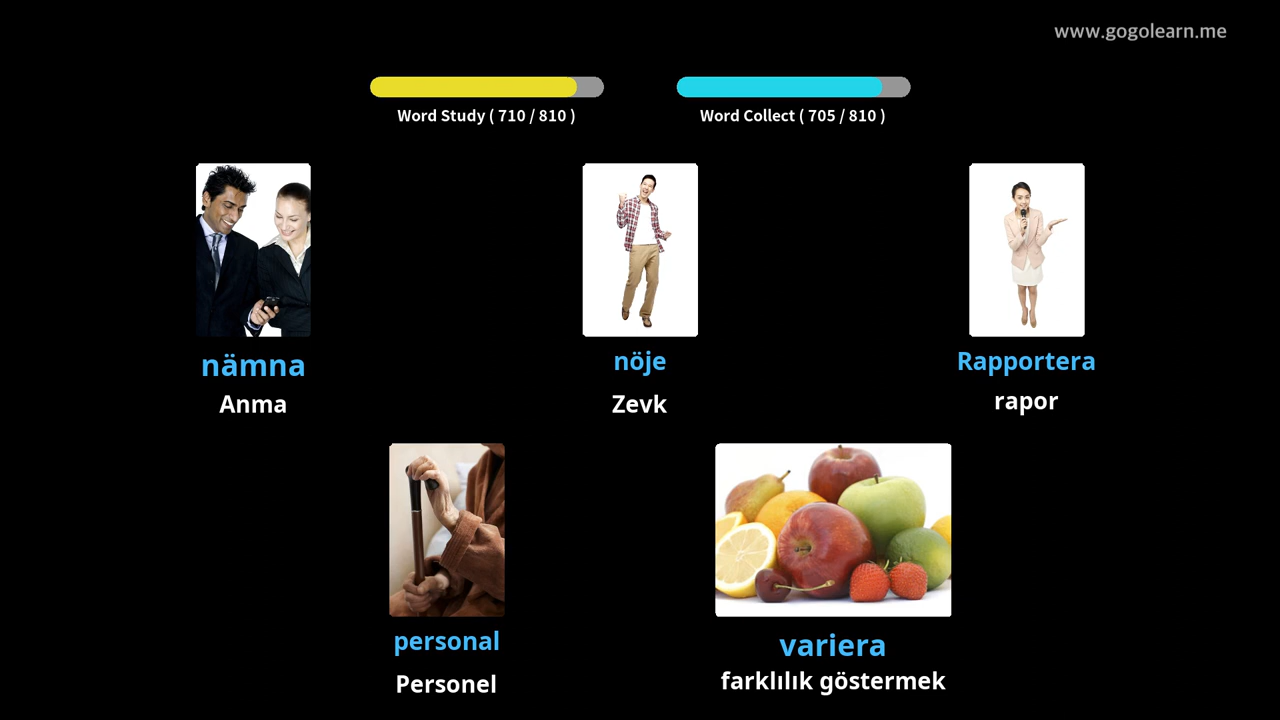 www.gogolearn.me
Word Study ( 710 / 810 )
Word Collect ( 705 / 810 )
nämna
Anma
nöje
Zevk
Rapportera
rapor
personal
Personel
variera
farklılık göstermek